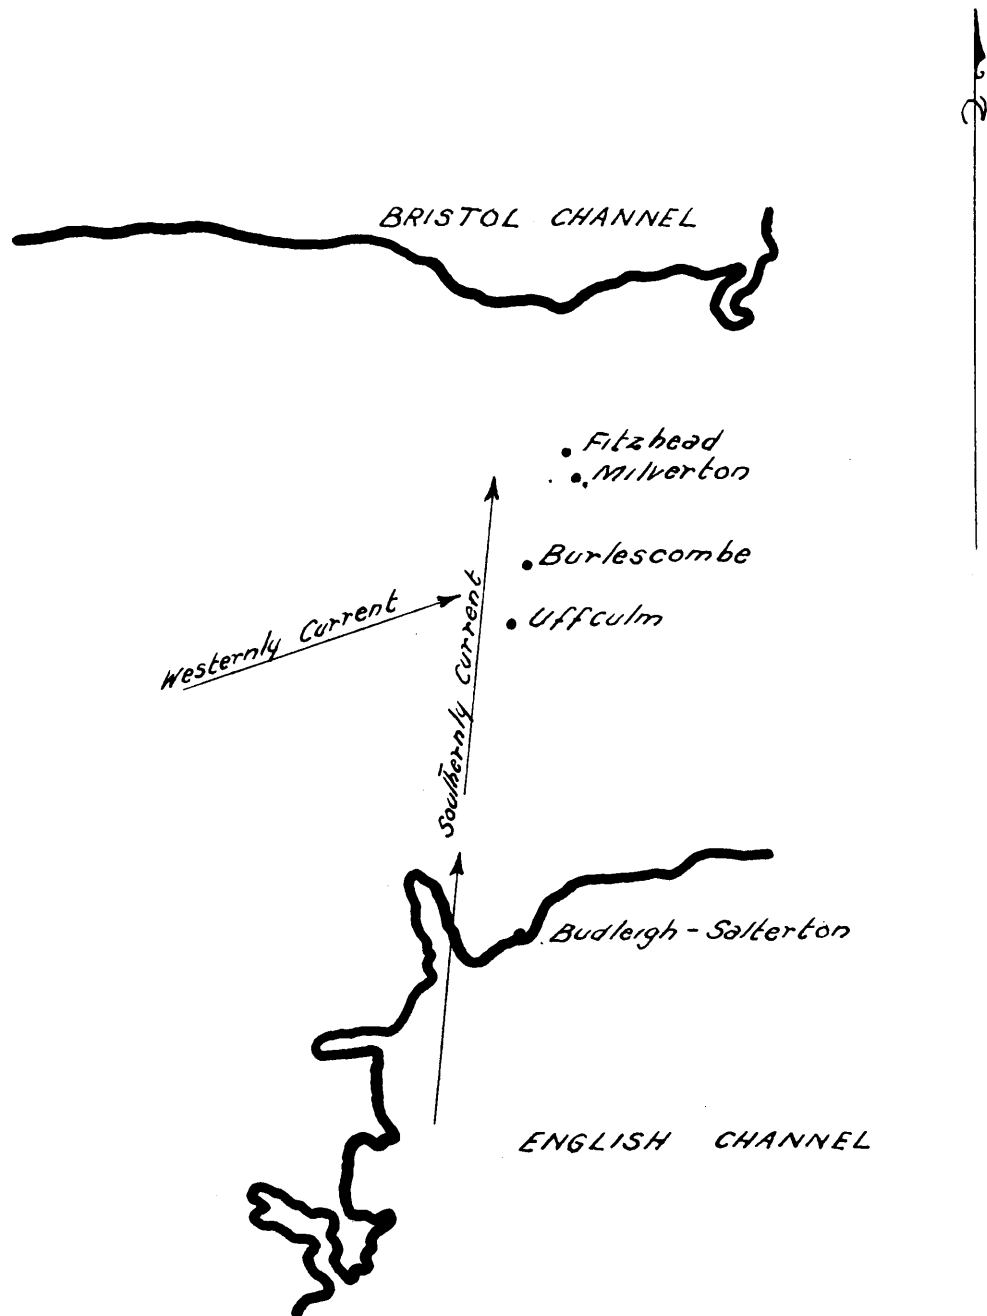 BRISTOL CHANNEL
Fitzhead
Milverton
Burlescombe
Uffculm
Westernly Current
Southernly Current
Budleigh-Salterton
ENGLISH CHANNEL